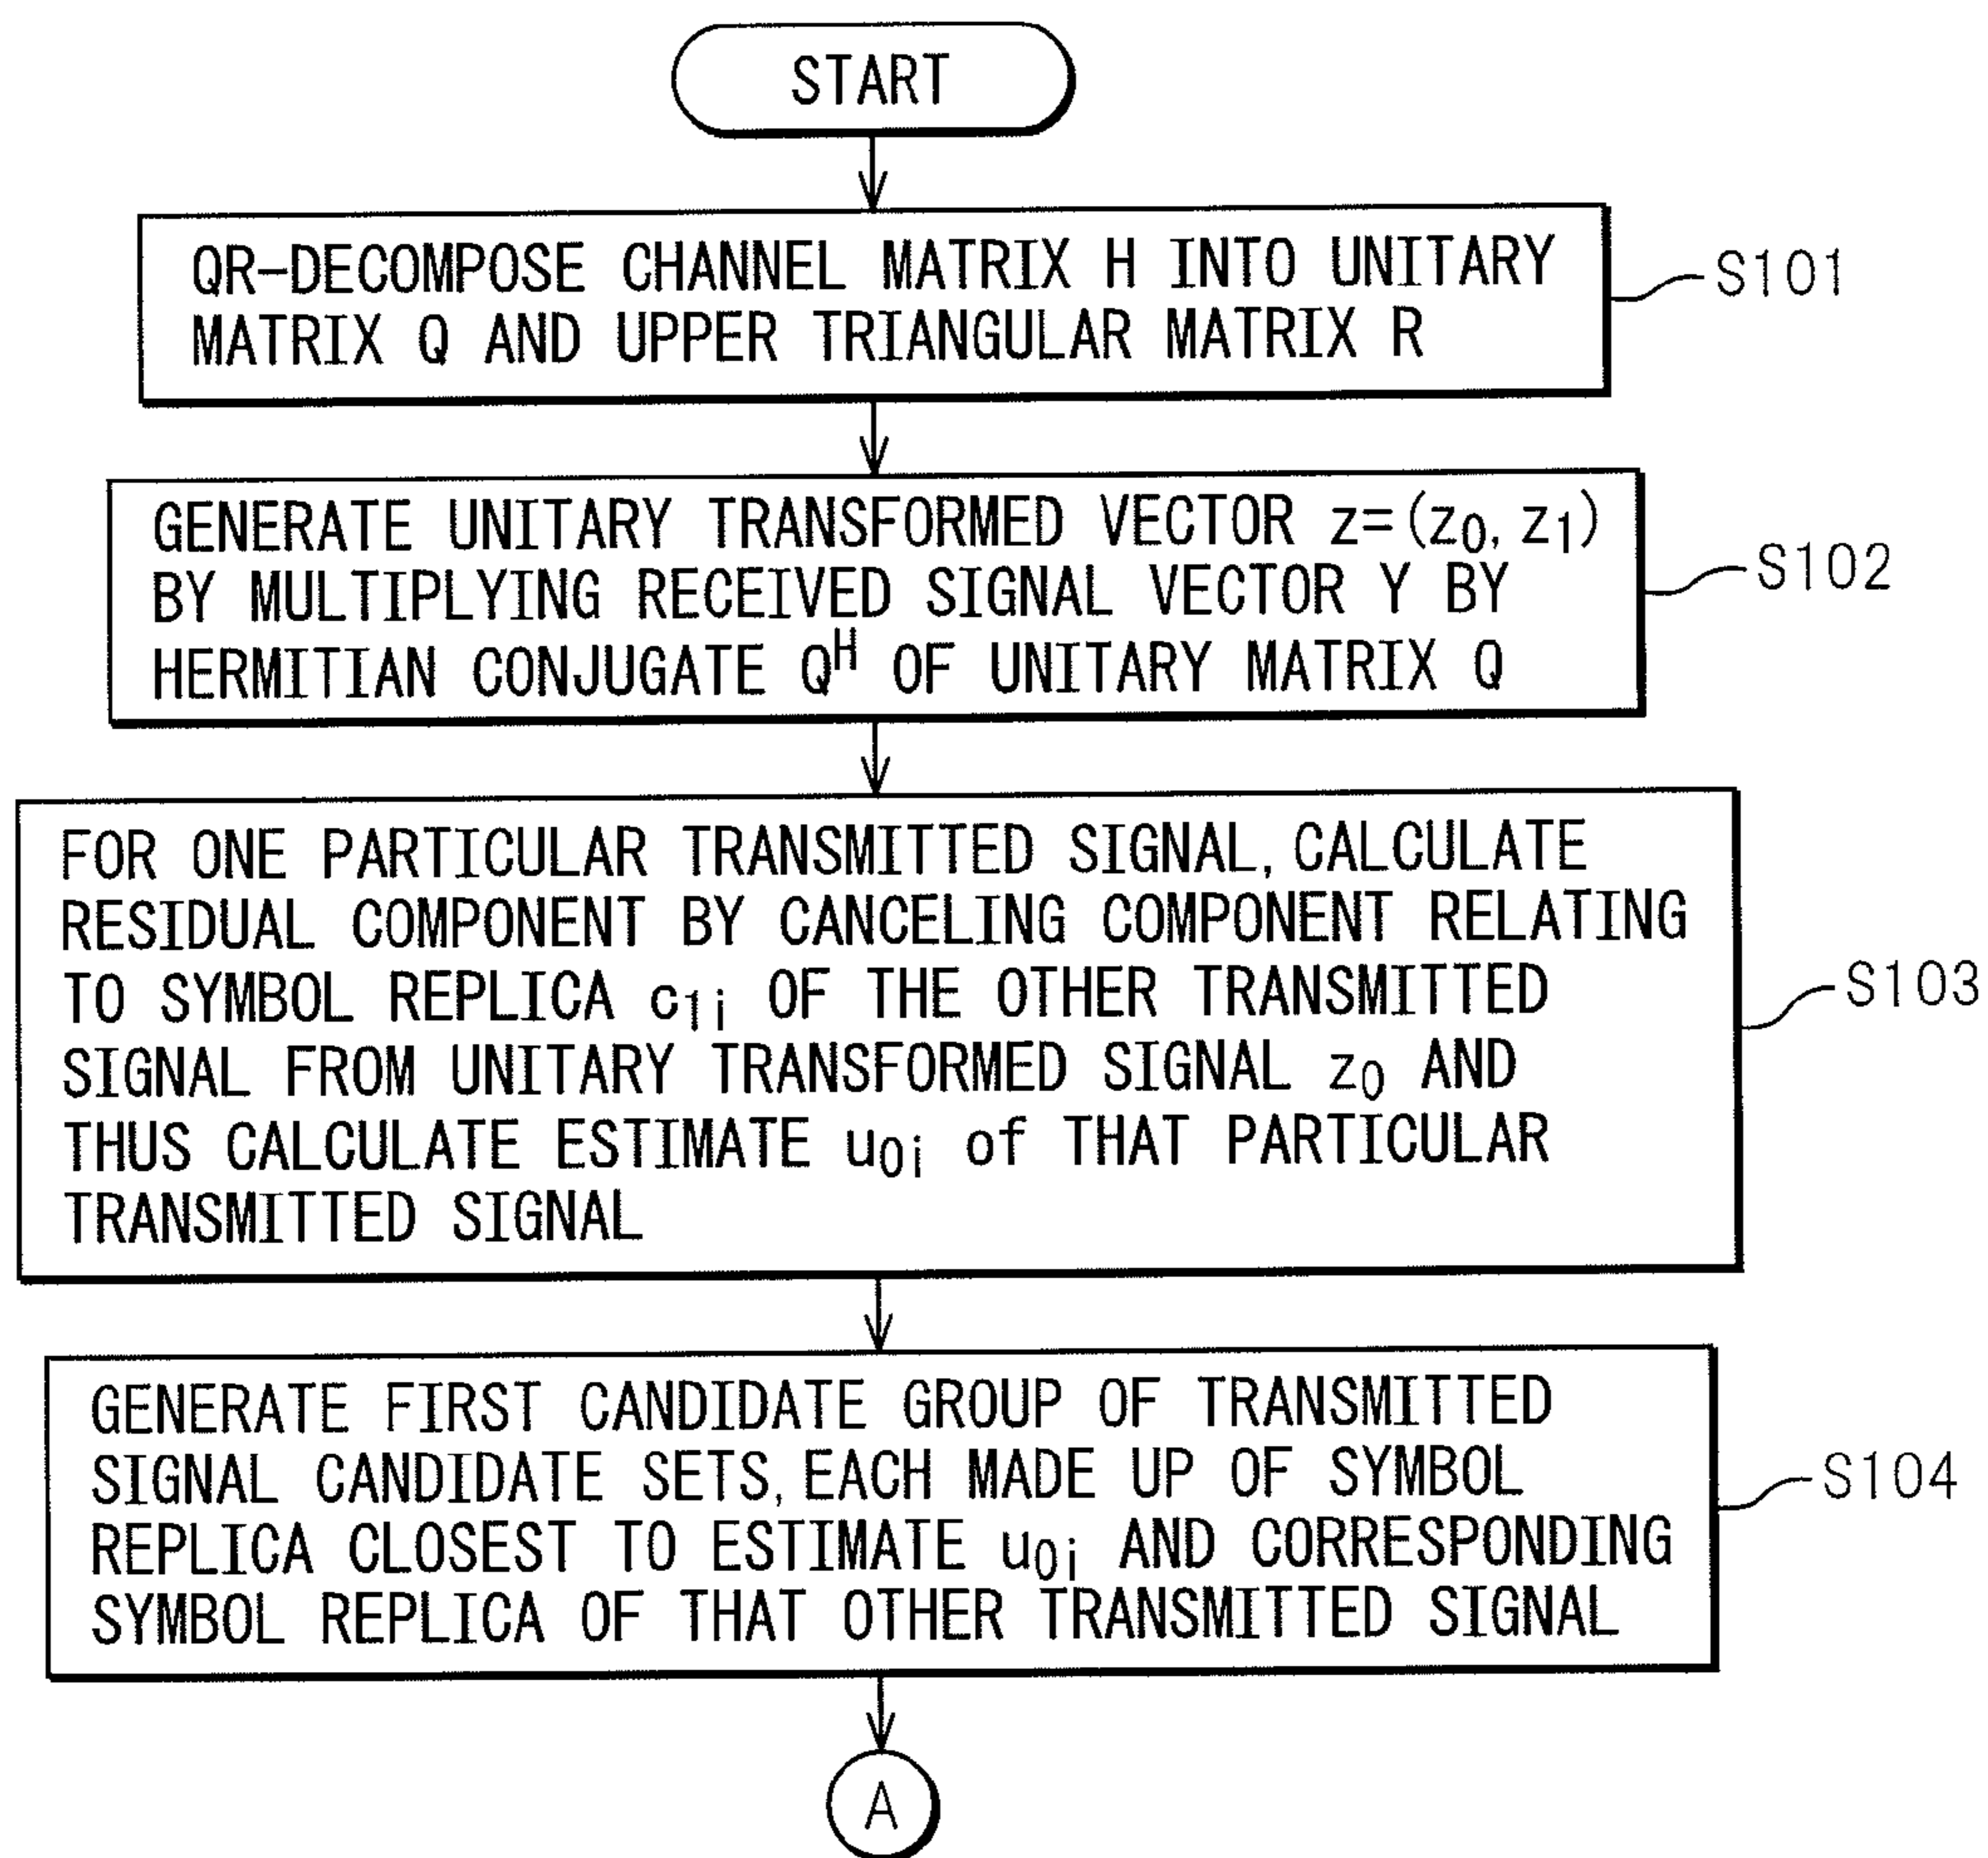 START
QR-DECOMPOSE CHANNEL MATRIX H INTO UNITARY
MATRIX Q AND UPPER TRIANGULAR MATRIX R
S101
GENERATE UNITARY TRANSFORMED VECTOR z=(z₀, z₁)
BY MULTIPLYING RECEIVED SIGNAL VECTOR Y BY
HERMITIAN CONJUGATE Qᴴ OF UNITARY MATRIX Q
S102
FOR ONE PARTICULAR TRANSMITTED SIGNAL, CALCULATE
RESIDUAL COMPONENT BY CANCELING COMPONENT RELATING
TO SYMBOL REPLICA c₁ᵢ OF THE OTHER TRANSMITTED
SIGNAL FROM UNITARY TRANSFORMED SIGNAL z₀ AND
THUS CALCULATE ESTIMATE u₀ᵢ of THAT PARTICULAR
TRANSMITTED SIGNAL
S103
GENERATE FIRST CANDIDATE GROUP OF TRANSMITTED
SIGNAL CANDIDATE SETS, EACH MADE UP OF SYMBOL
REPLICA CLOSEST TO ESTIMATE u₀ᵢ AND CORRESPONDING
SYMBOL REPLICA OF THAT OTHER TRANSMITTED SIGNAL
S104
A